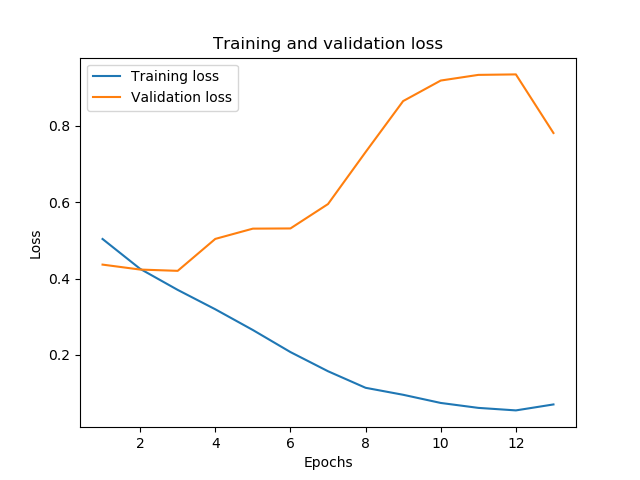 Training and validation loss
Training loss
Validation loss
0.8
0.6
0.4
0.2
Loss
2 4 6 8 10 12
Epochs